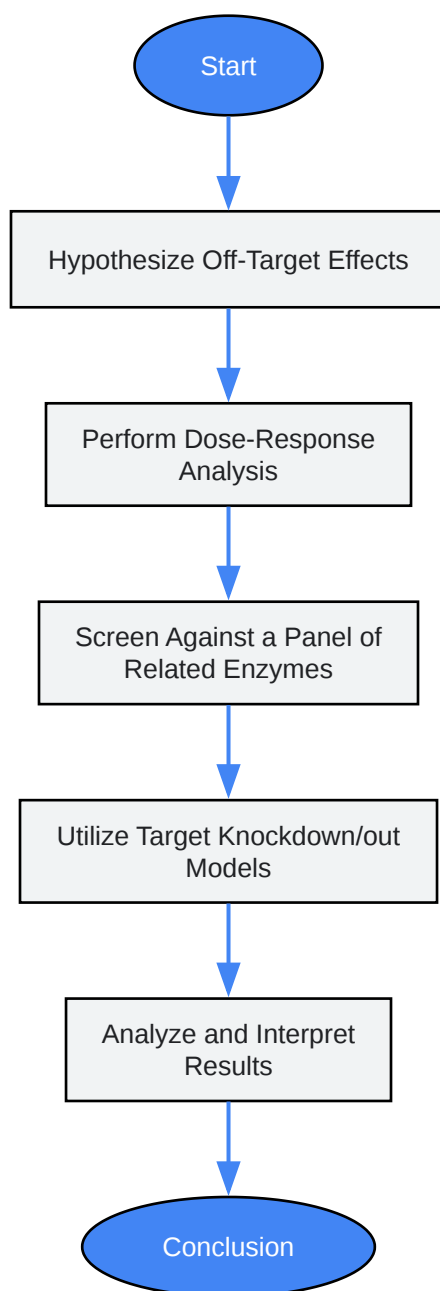 Start
Hypothesize Off-Target Effects
Perform Dose-Response
Analysis
Screen Against a Panel of
Related Enzymes
Utilize Target Knockdown/out
Models
Analyze and Interpret
Results
Conclusion